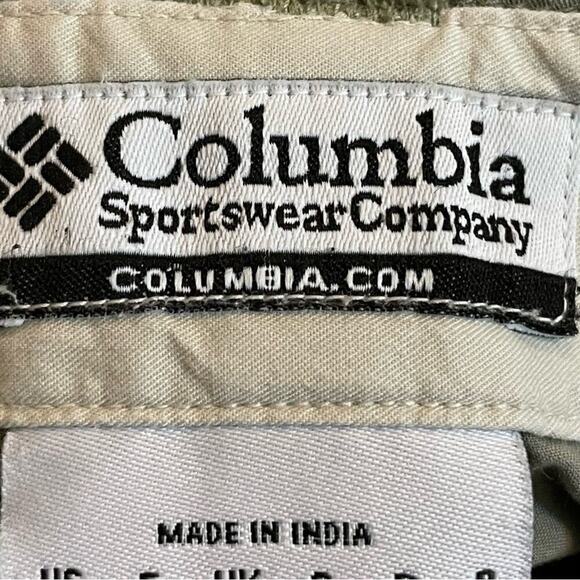 Columbia
Sportswear Company
COLUMBIA.COM
MADE IN INDIA